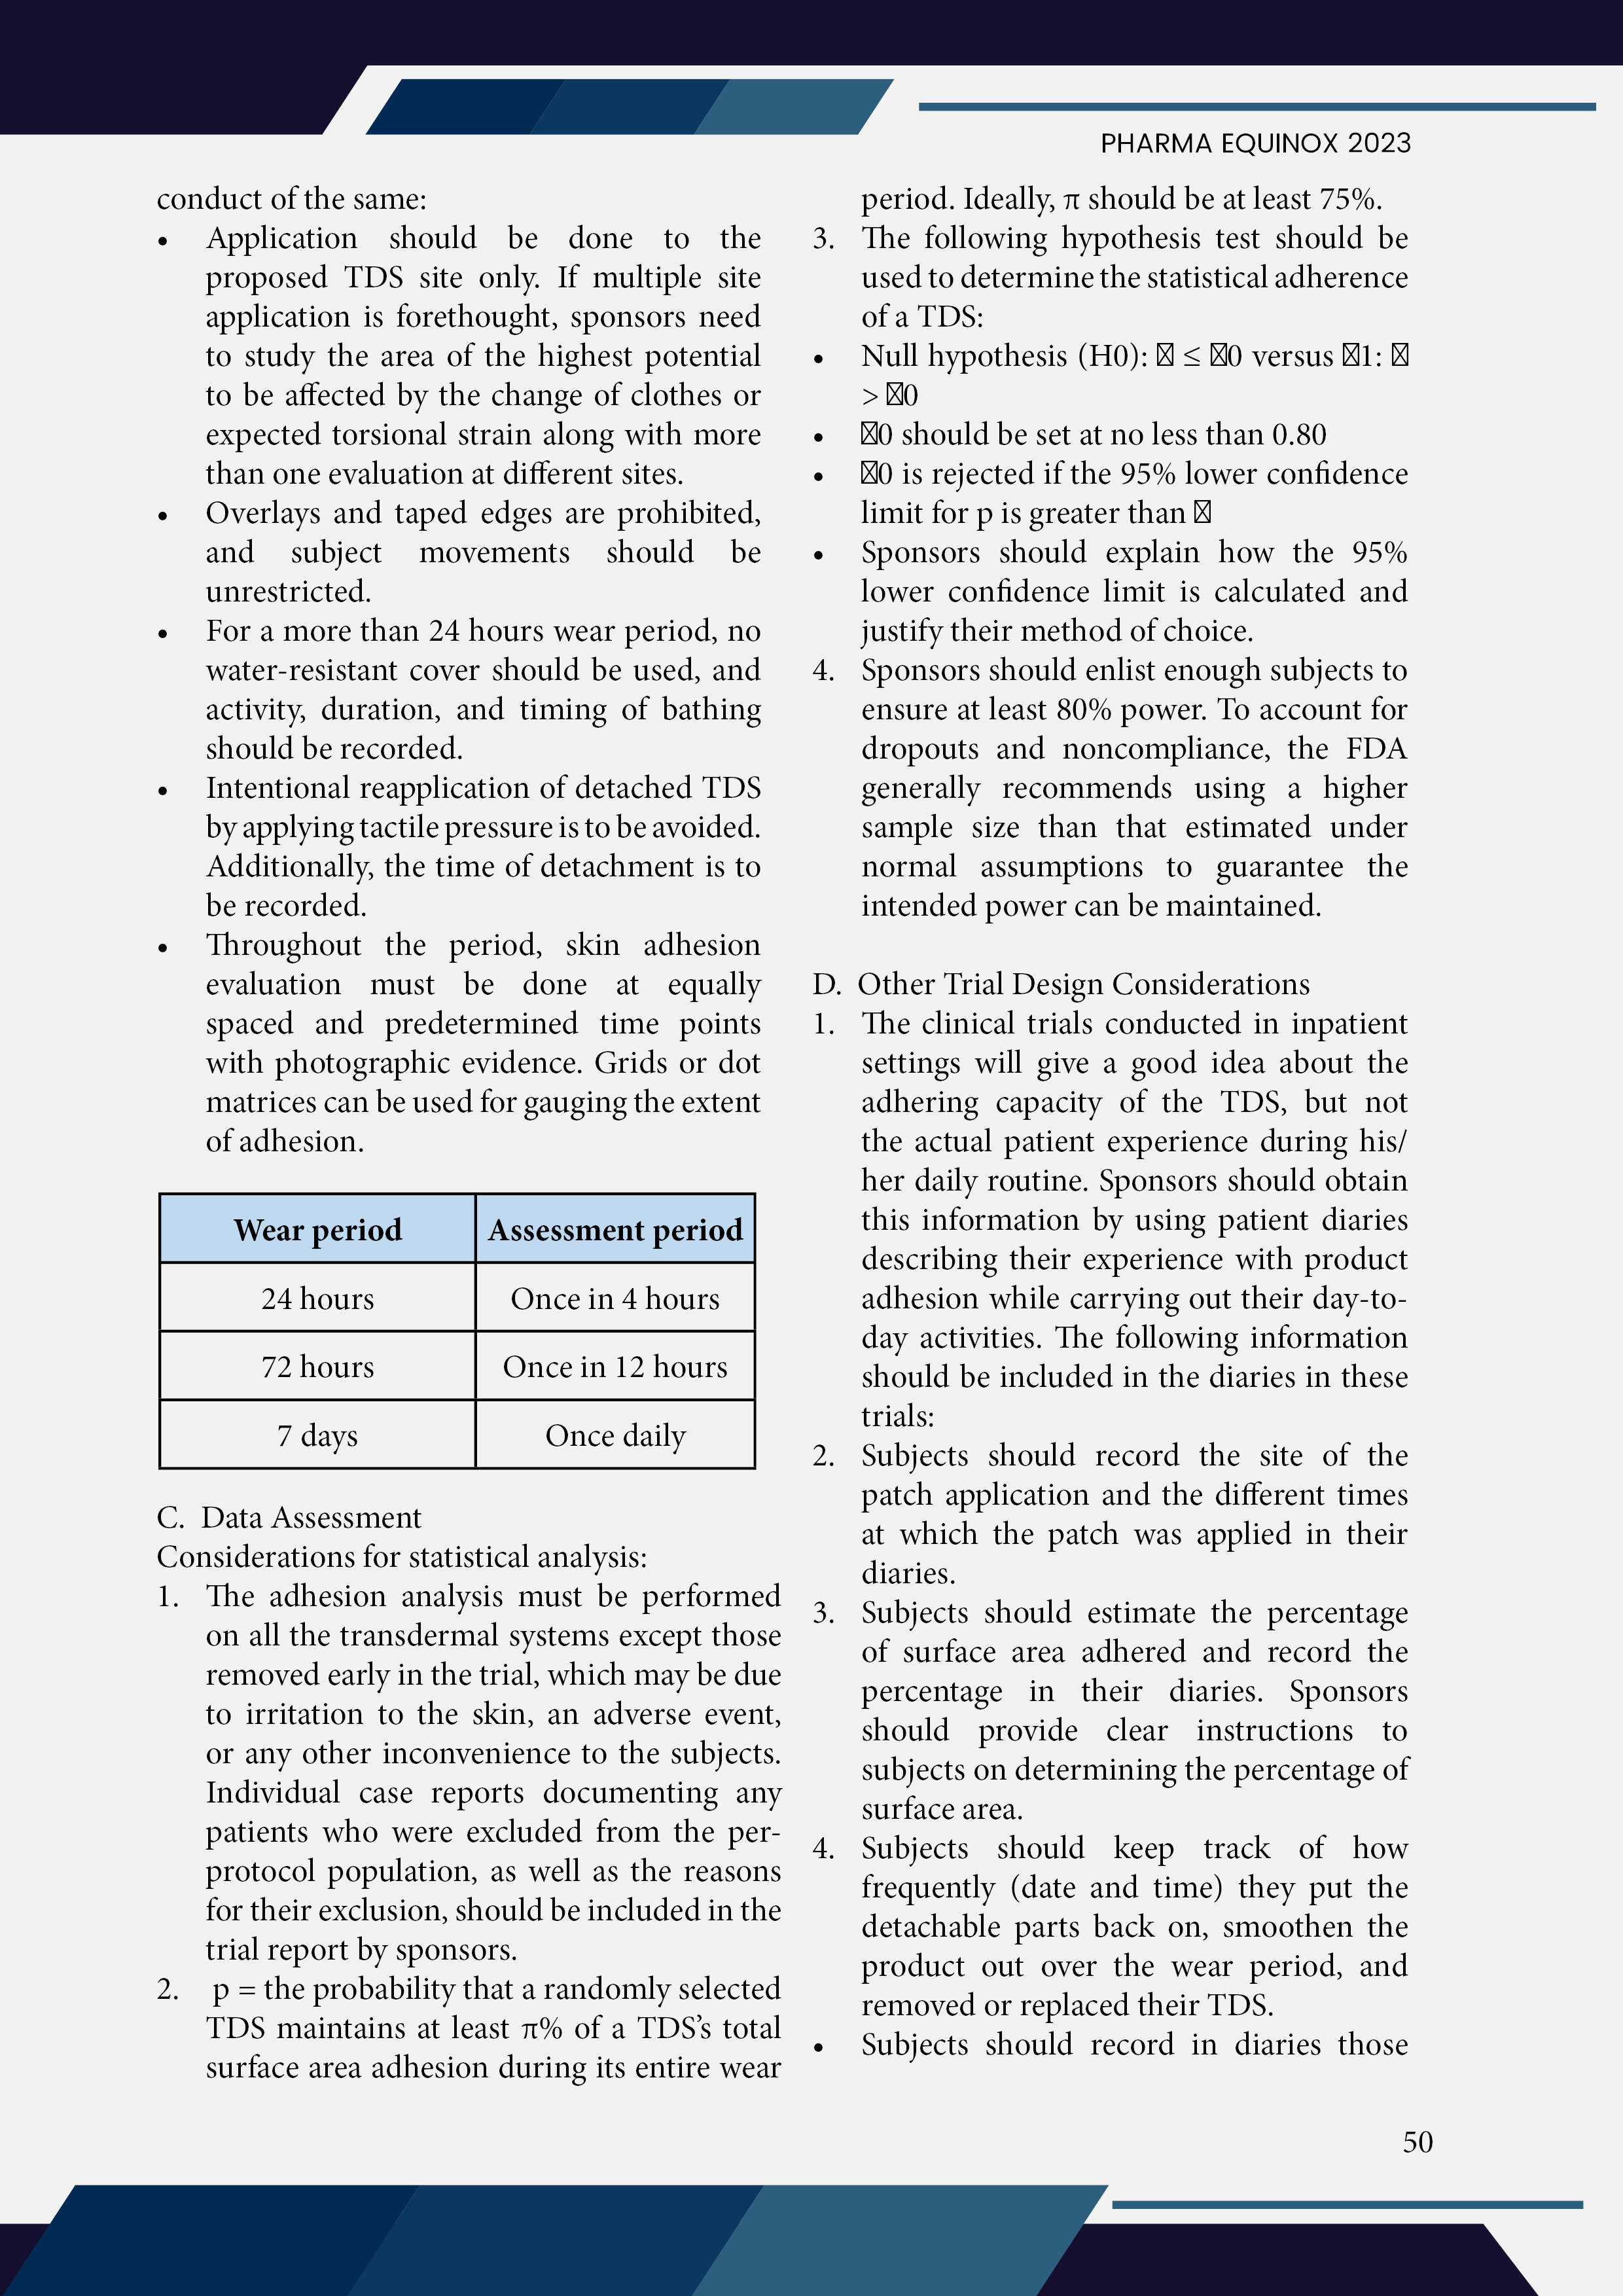 PHARMA EQUINOX 2023
conduct of the same:
• Application should be done to the
proposed TDS site only. If multiple site
application is forethought, sponsors need
to study the area of the highest potential
to be affected by the change of clothes or
expected torsional strain along with more
than one evaluation at different sites.
• Overlays and taped edges are prohibited,
and subject movements should be
unrestricted.
• For a more than 24 hours wear period, no
water-resistant cover should be used, and
activity, duration, and timing of bathing
should be recorded.
• Intentional reapplication of detached TDS
by applying tactile pressure is to be avoided.
Additionally, the time of detachment is to
be recorded.
• Throughout the period, skin adhesion
evaluation must be done at equally
spaced and predetermined time points
with photographic evidence. Grids or dot
matrices can be used for gauging the extent
of adhesion.
Wear period Assessment period
24 hours Once in 4 hours
72 hours Once in 12 hours
7 days Once daily
C. Data Assessment
Considerations for statistical analysis:
1. The adhesion analysis must be performed
on all the transdermal systems except those
removed early in the trial, which may be due
to irritation to the skin, an adverse event,
or any other inconvenience to the subjects.
Individual case reports documenting any
patients who were excluded from the per-
protocol population, as well as the reasons
for their exclusion, should be included in the
trial report by sponsors.
2. p = the probability that a randomly selected
TDS maintains at least π% of a TDS’s total
surface area adhesion during its entire wear
period. Ideally, π should be at least 75%.
3. The following hypothesis test should be
used to determine the statistical adherence
of a TDS:
• Null hypothesis (H0): ☒ ≤ ☒0 versus ☒1: ☒
> ☒0
• ☒0 should be set at no less than 0.80
• ☒0 is rejected if the 95% lower confidence
limit for p is greater than ☒
• Sponsors should explain how the 95%
lower confidence limit is calculated and
justify their method of choice.
4. Sponsors should enlist enough subjects to
ensure at least 80% power. To account for
dropouts and noncompliance, the FDA
generally recommends using a higher
sample size than that estimated under
normal assumptions to guarantee the
intended power can be maintained.
D. Other Trial Design Considerations
1. The clinical trials conducted in inpatient
settings will give a good idea about the
adhering capacity of the TDS, but not
the actual patient experience during his/
her daily routine. Sponsors should obtain
this information by using patient diaries
describing their experience with product
adhesion while carrying out their day-to-
day activities. The following information
should be included in the diaries in these
trials:
2. Subjects should record the site of the
patch application and the different times
at which the patch was applied in their
diaries.
3. Subjects should estimate the percentage
of surface area adhered and record the
percentage in their diaries. Sponsors
should provide clear instructions to
subjects on determining the percentage of
surface area.
4. Subjects should keep track of how
frequently (date and time) they put the
detachable parts back on, smoothen the
product out over the wear period, and
removed or replaced their TDS.
• Subjects should record in diaries those
50